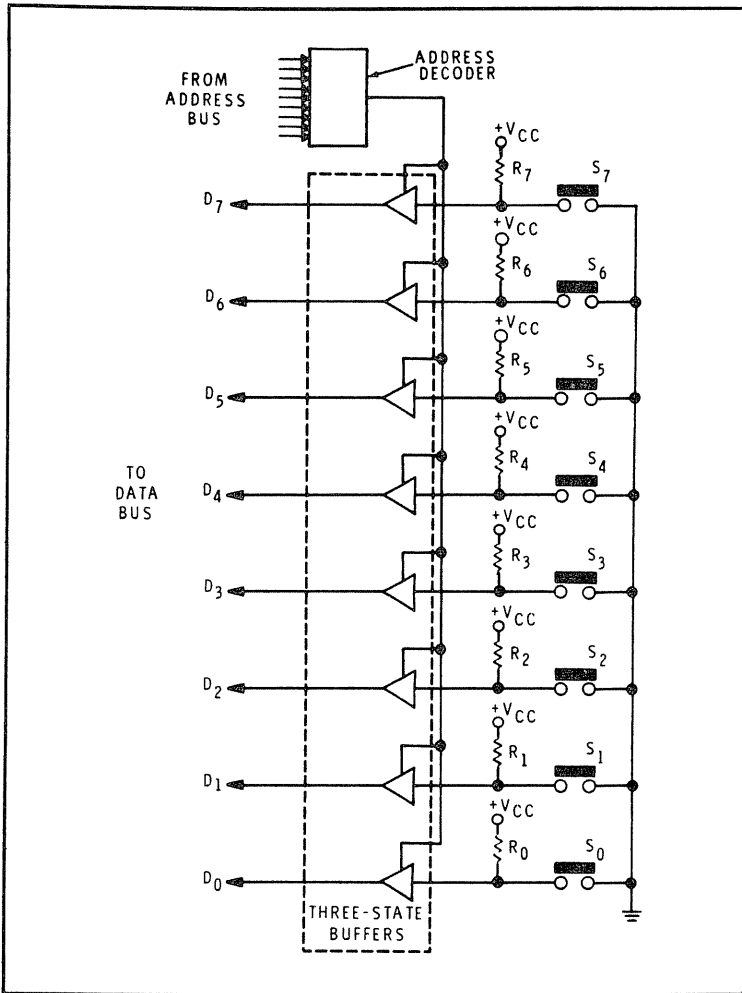 FROM
ADDRESS
BUS
ADDRESS
DECODER
+VCC
R7
S7
D7
+VCC
R6
S6
D6
+VCC
R5
S5
D5
+VCC
R4
S4
D4
TO
DATA
BUS
+VCC
R3
S3
D3
+VCC
R2
S2
D2
+VCC
R1
S1
D1
+VCC
R0
S0
D0
THREE-STATE
BUFFERS